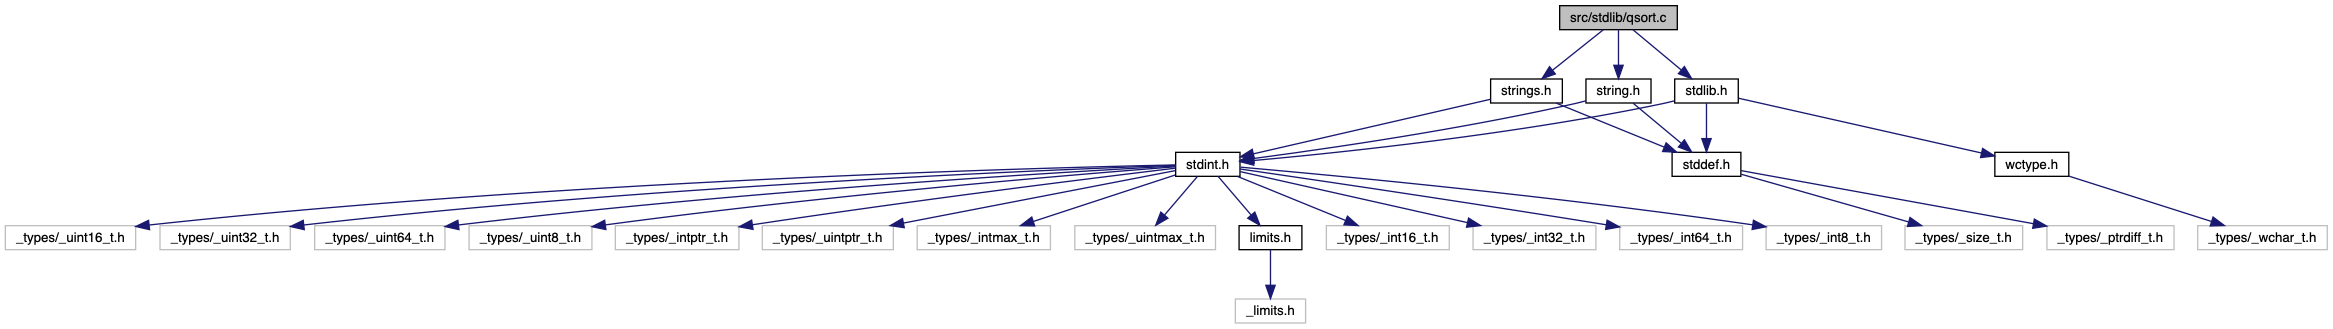 src/stdlib/qsort.c
strings.h
string.h
stdlib.h
stdint.h
stddef.h
wctype.h
_types/_uint16_t.h
_types/_uint32_t.h
_types/_uint64_t.h
_types/_uint8_t.h
_types/_intptr_t.h
_types/_uintptr_t.h
_types/_intmax_t.h
_types/_uintmax_t.h
limits.h
_types/_int16_t.h
_types/_int32_t.h
_types/_int64_t.h
_types/_int8_t.h
_types/_size_t.h
_types/_ptrdiff_t.h
_types/_wchar_t.h
_limits.h